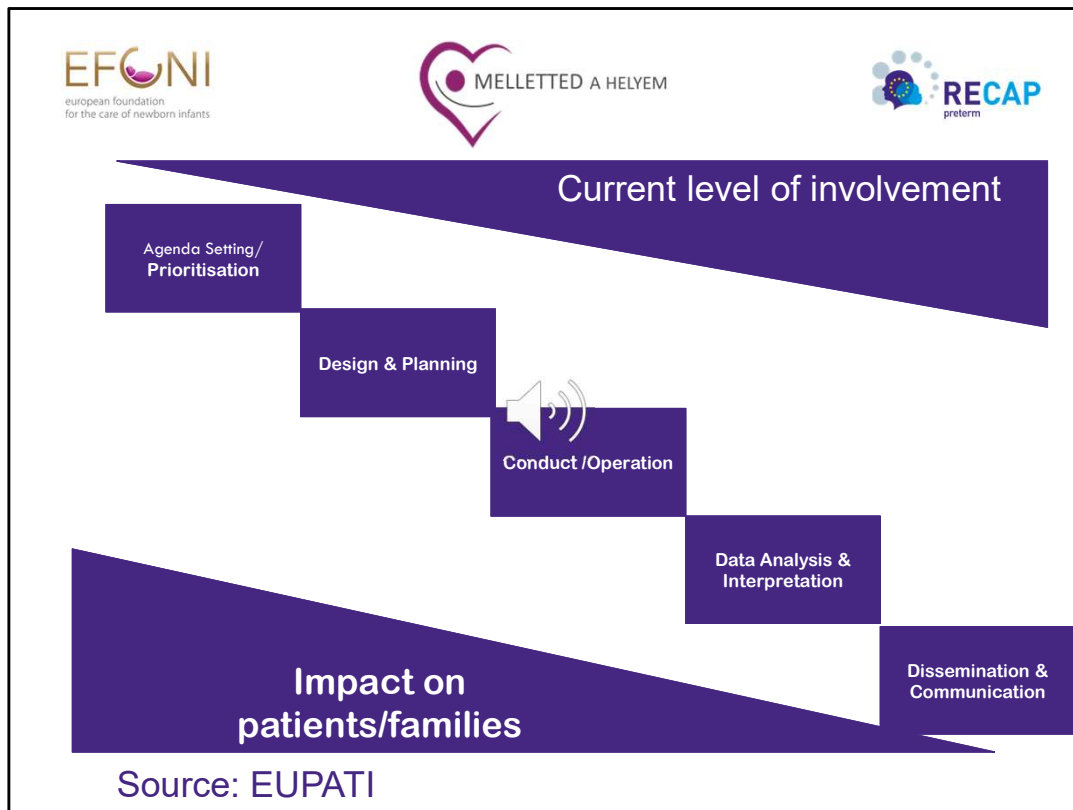 EFCNI
european foundation
for the care of newborn infants
MELLETTED A HELYEM
RECAP
preterm
Current level of involvement
Agenda Setting/
Prioritisation
Design & Planning
Conduct /Operation
Data Analysis &
Interpretation
Dissemination &
Communication
Impact on
patients/families
Source: EUPATI